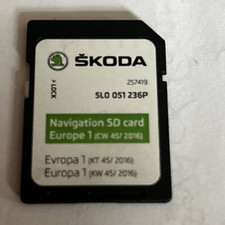 ŠKODA
LOCK
257419
5L0 051 236P
Navigation SD card
Europe 1 (CW 45/ 2016)
Evropa 1 (KT 45/ 2016)
Europa 1 (KW 45/ 2016)